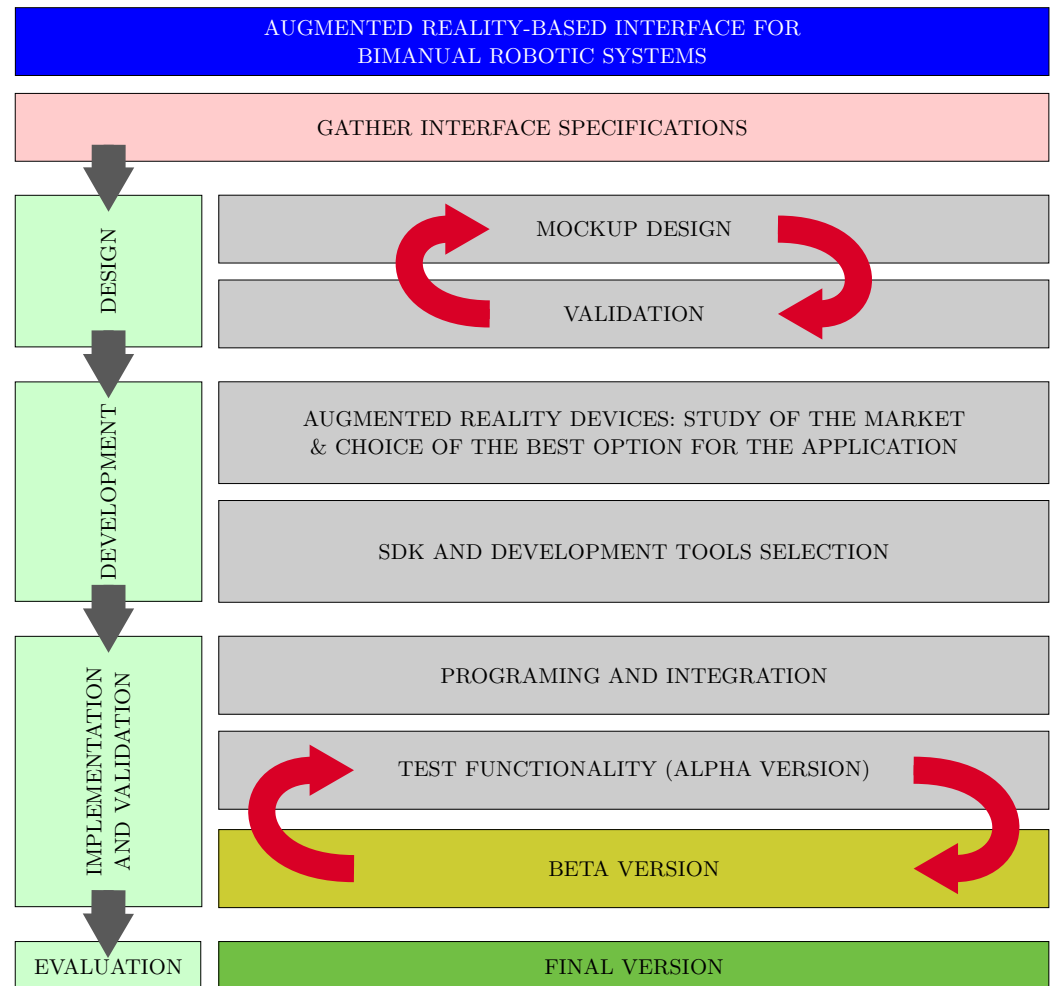 AUGMENTED REALITY-BASED INTERFACE FOR
BIMANUAL ROBOTIC SYSTEMS
GATHER INTERFACE SPECIFICATIONS
DESIGN
MOCKUP DESIGN
VALIDATION
DEVELOPMENT
AUGMENTED REALITY DEVICES: STUDY OF THE MARKET
& CHOICE OF THE BEST OPTION FOR THE APPLICATION
SDK AND DEVELOPMENT TOOLS SELECTION
IMPLEMENTATION
AND VALIDATION
PROGRAMING AND INTEGRATION
TEST FUNCTIONALITY (ALPHA VERSION)
BETA VERSION
EVALUATION
FINAL VERSION